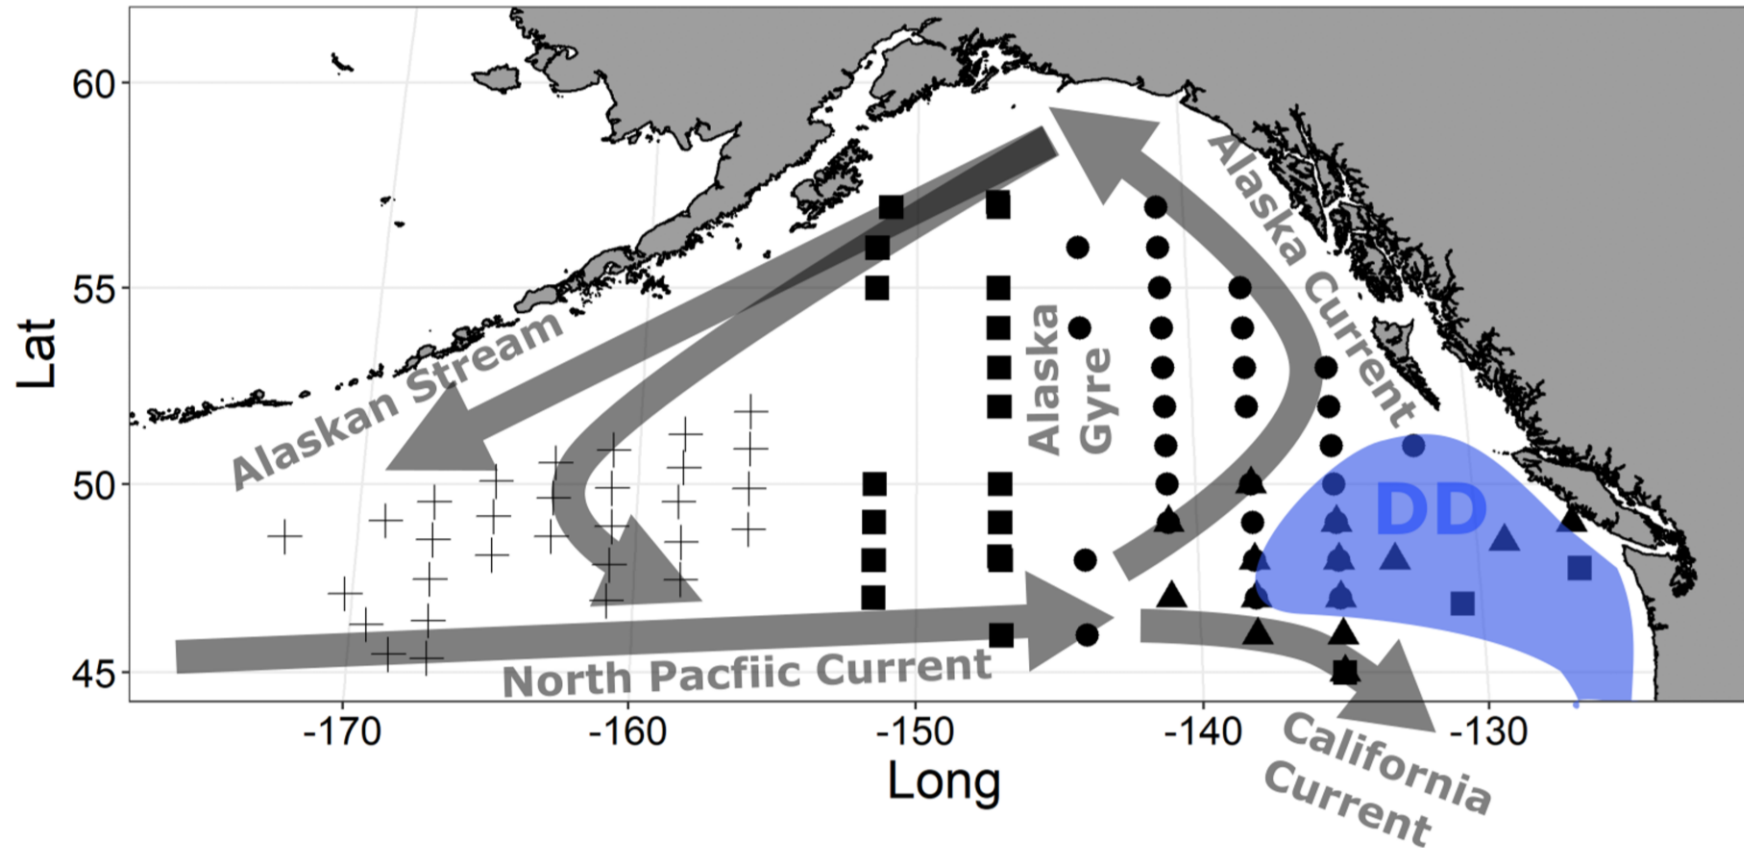 60
55
50
45
Lat
-170
-160
-150
-140
-130
Long
Alaskan Stream
Alaska
Gyre
Alaska Current
DD
North Pacfiic Current
California
Current